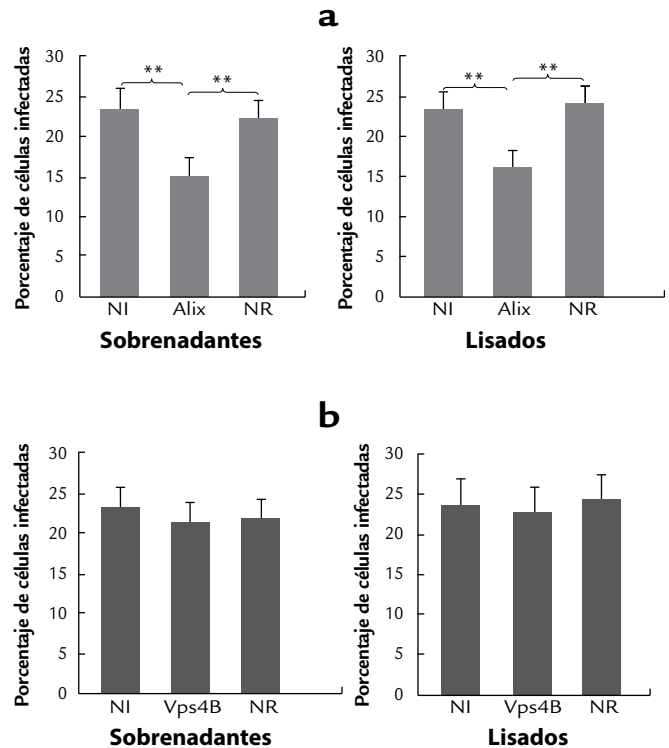 a
Porcentaje de células infectadas
30
25
20
15
10
5
0
** **
NI Alix NR
Sobrenadantes
Porcentaje de células infectadas
30
25
20
15
10
5
0
** **
NI Alix NR
Lisados
b
Porcentaje de células infectadas
30
25
20
15
10
5
0
NI Vps4B NR
Sobrenadantes
Porcentaje de células infectadas
30
25
20
15
10
5
0
NI Vps4B NR
Lisados